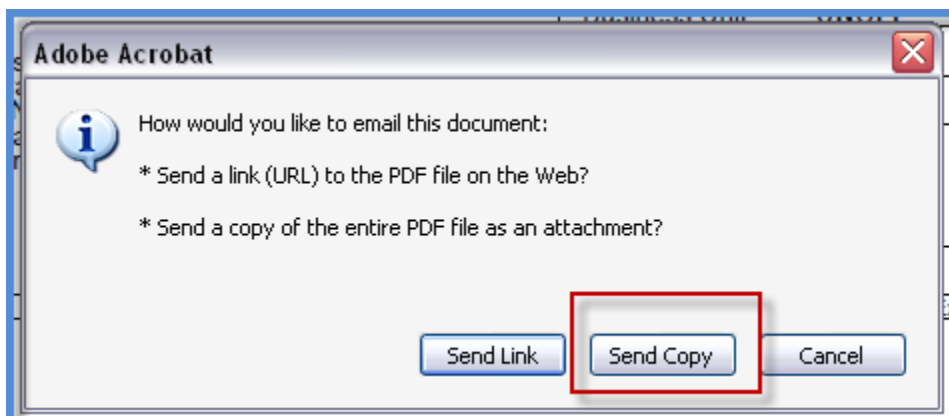 Adobe Acrobat
How would you like to email this document:
* Send a link (URL) to the PDF file on the Web?
* Send a copy of the entire PDF file as an attachment?
Send Link Send Copy Cancel